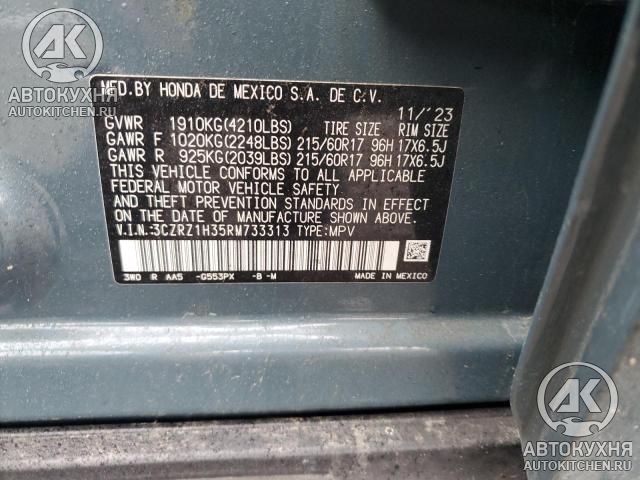 АВТОКУХНЯ
AUTOKITCHEN.RU
MFD.BY HONDA DE MEXICO S.A. DE C.V.
11/'23
GVWR 1910KG(4210LBS) TIRE SIZE RIM SIZE
GAWR F 1020KG(2248LBS) 215/60R17 96H 17X6.5J
GAWR R 925KG(2039LBS) 215/60R17 96H 17X6.5J
THIS VEHICLE CONFORMS TO ALL APPLICABLE
FEDERAL MOTOR VEHICLE SAFETY
AND THEFT PREVENTION STANDARDS IN EFFECT
ON THE DATE OF MANUFACTURE SHOWN ABOVE.
V.I.N.:3CZRZ1H35RM733313 TYPE:MPV
3W0 R AA5 -G553PX -B -M MADE IN MEXICO
АК
АВТОКУХНЯ
AUTOKITCHEN.RU